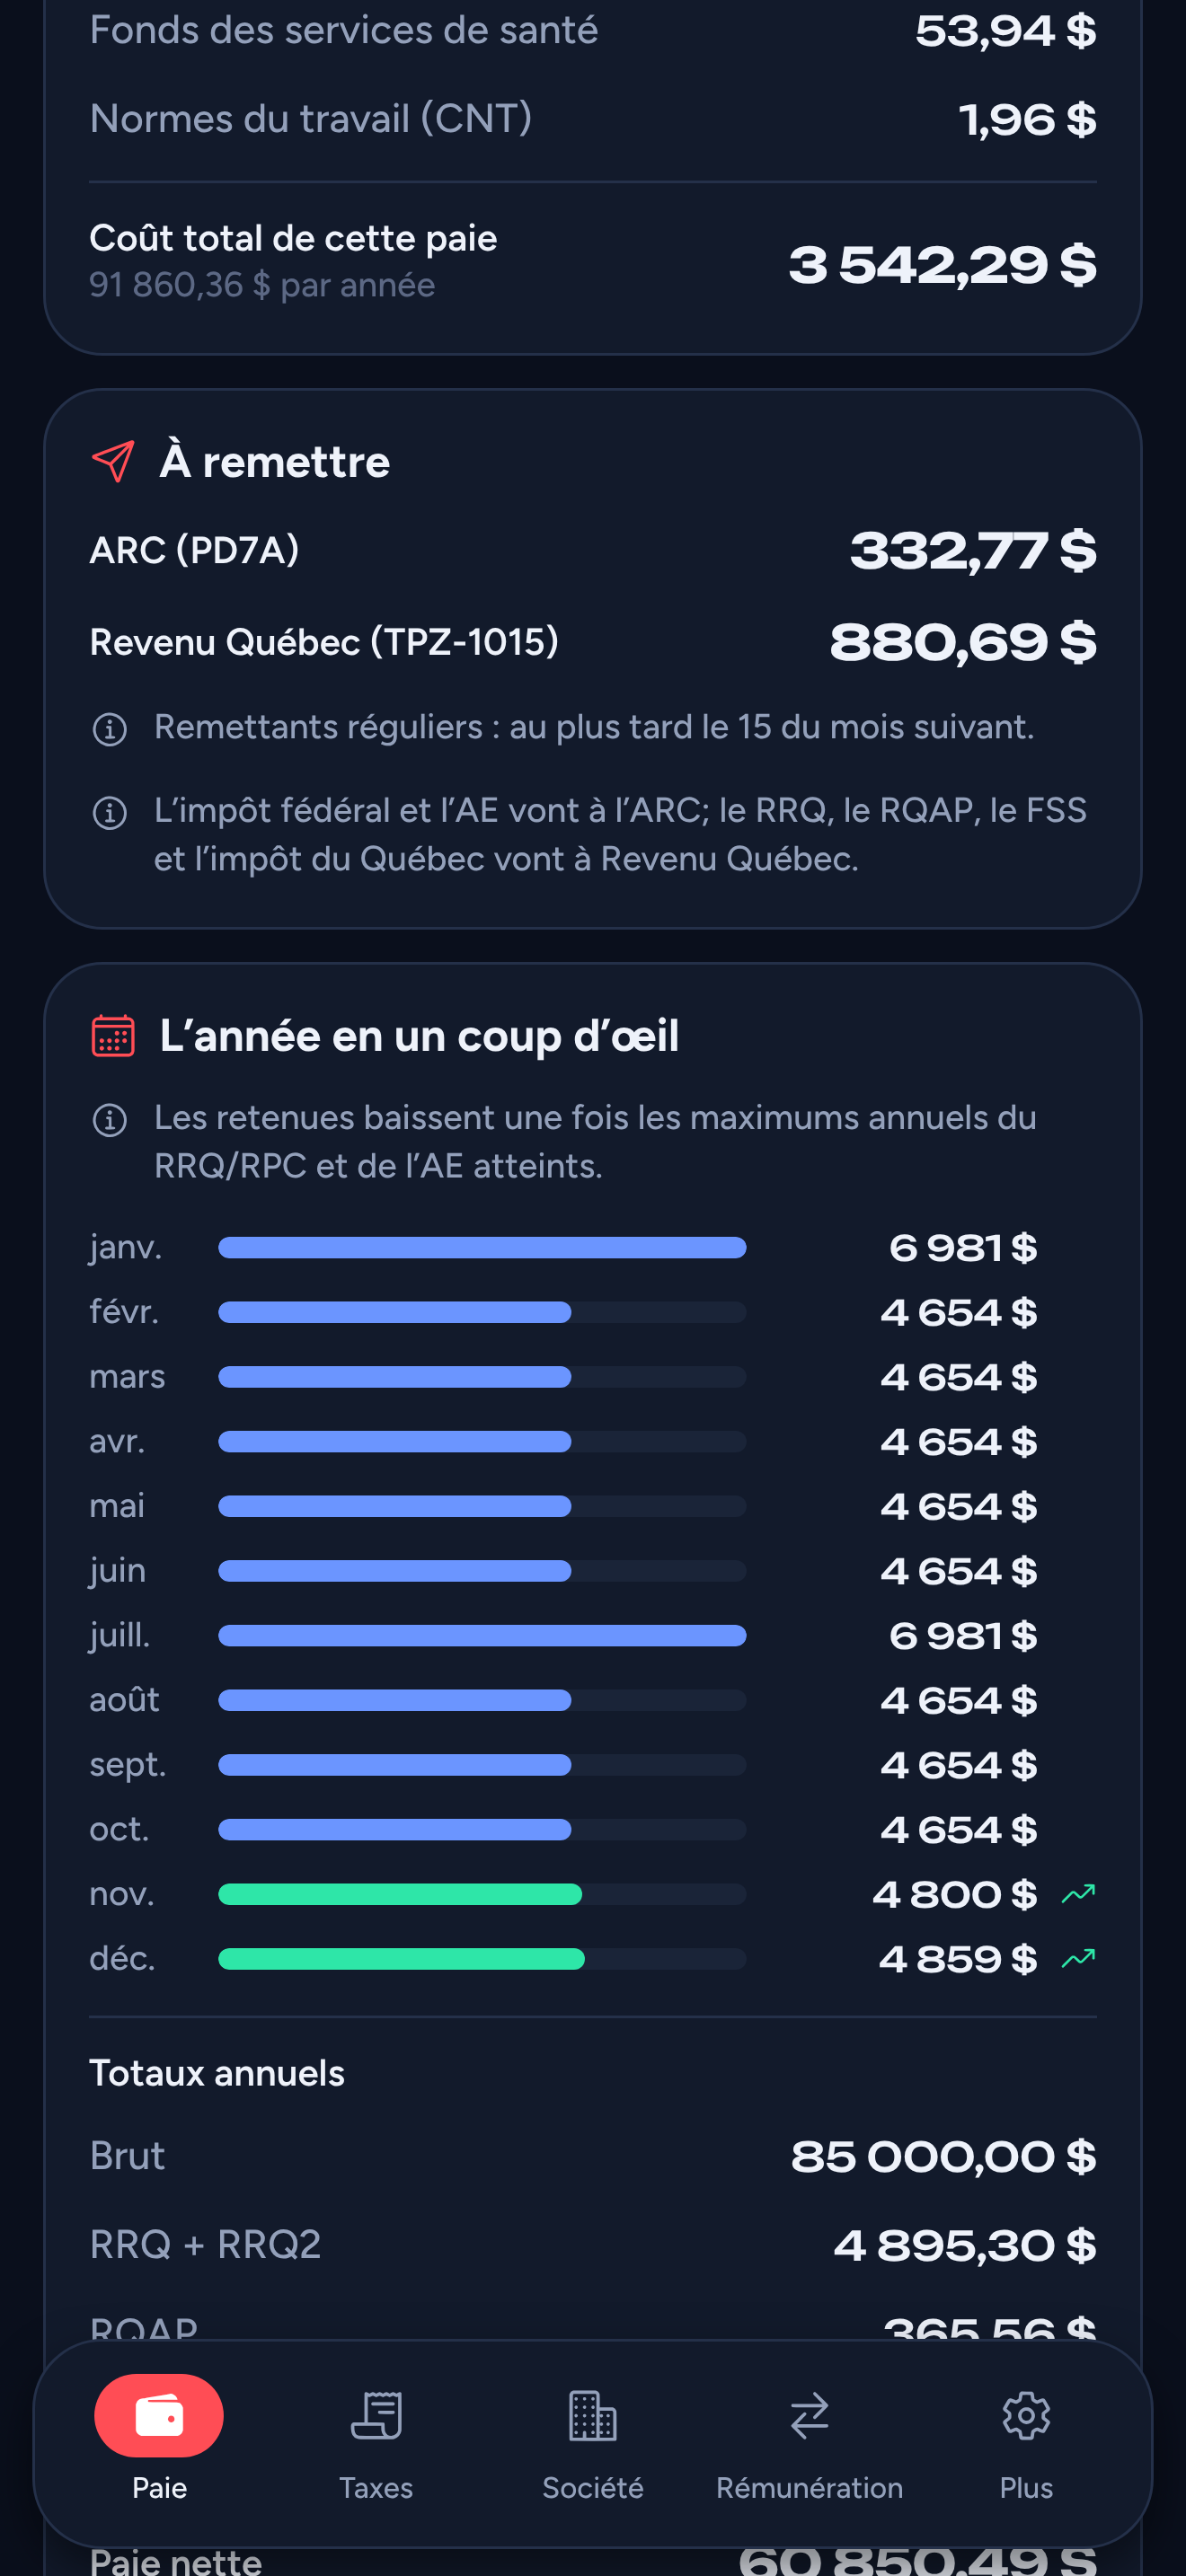 Fonds des services de santé 53,94 $
Normes du travail (CNT) 1,96 $
Coût total de cette paie
91 860,36 $ par année
3 542,29 $
À remettre
ARC (PD7A) 332,77 $
Revenu Québec (TPZ-1015) 880,69 $
Remettants réguliers : au plus tard le 15 du mois suivant.
L’impôt fédéral et l’AE vont à l’ARC; le RRQ, le RQAP, le FSS
et l’impôt du Québec vont à Revenu Québec.
L’année en un coup d’œil
Les retenues baissent une fois les maximums annuels du
RRQ/RPC et de l’AE atteints.
janv. 6 981 $
févr. 4 654 $
mars 4 654 $
avr. 4 654 $
mai 4 654 $
juin 4 654 $
juill. 6 981 $
août 4 654 $
sept. 4 654 $
oct. 4 654 $
nov. 4 800 $
déc. 4 859 $
Totaux annuels
Brut 85 000,00 $
RRQ + RRQ2 4 895,30 $
RQAP 365,56 $
Paie
Taxes
Société
Rémunération
Plus
Paie nette 60 850,49 $